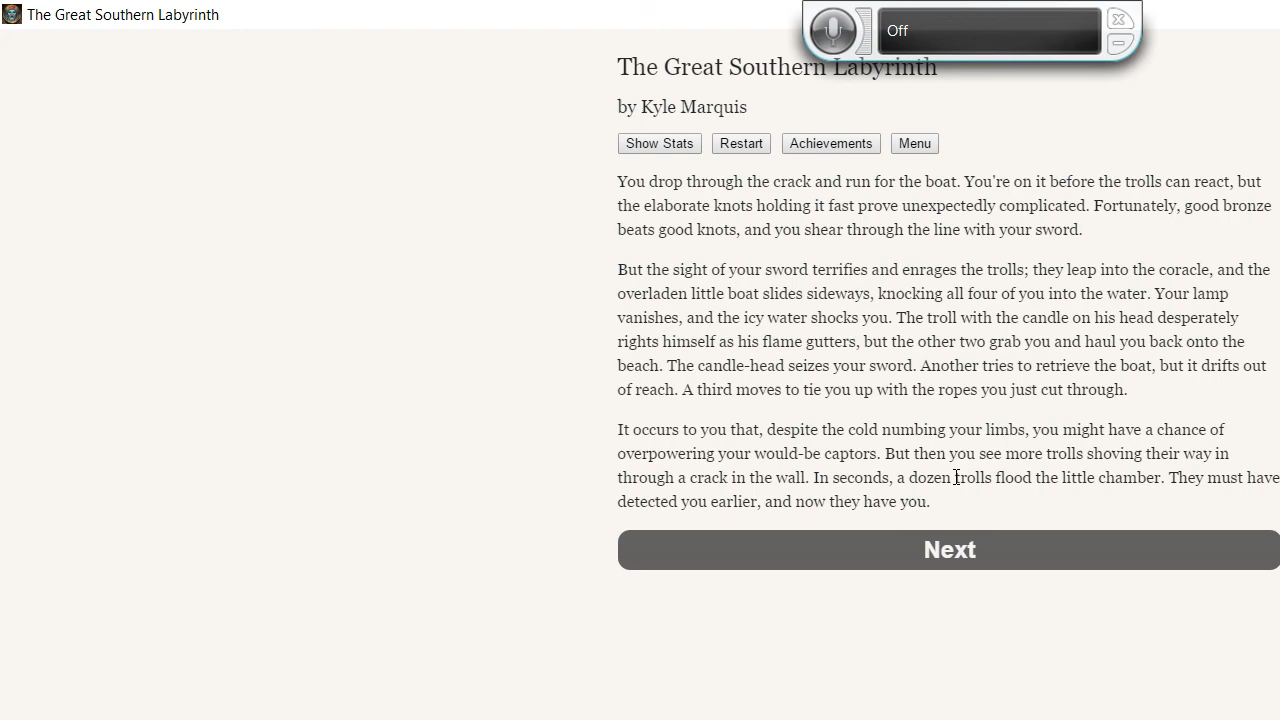 The Great Southern Labyrinth
Off
The Great Southern Labyrinth
by Kyle Marquis
Show Stats Restart Achievements Menu
You drop through the crack and run for the boat. You're on it before the trolls can react, but
the elaborate knots holding it fast prove unexpectedly complicated. Fortunately, good bronze
beats good knots, and you shear through the line with your sword.
But the sight of your sword terrifies and enrages the trolls; they leap into the coracle, and the
overladen little boat slides sideways, knocking all four of you into the water. Your lamp
vanishes, and the icy water shocks you. The troll with the candle on his head desperately
rights himself as his flame gutters, but the other two grab you and haul you back onto the
beach. The candle-head seizes your sword. Another tries to retrieve the boat, but it drifts out
of reach. A third moves to tie you up with the ropes you just cut through.
It occurs to you that, despite the cold numbing your limbs, you might have a chance of
overpowering your would-be captors. But then you see more trolls shoving their way in
through a crack in the wall. In seconds, a dozen trolls flood the little chamber. They must have
detected you earlier, and now they have you.
Next